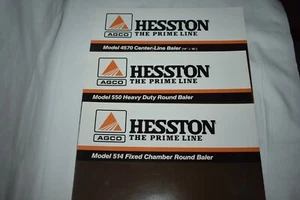 HESSTON
THE PRIME LINE
AGCO
Model 4570 Center-Line Baler
HESSTON
THE PRIME LINE
AGCO
Model 550 Heavy Duty Round Baler
HESSTON
THE PRIME LINE
AGCO
Model 514 Fixed Chamber Round Baler